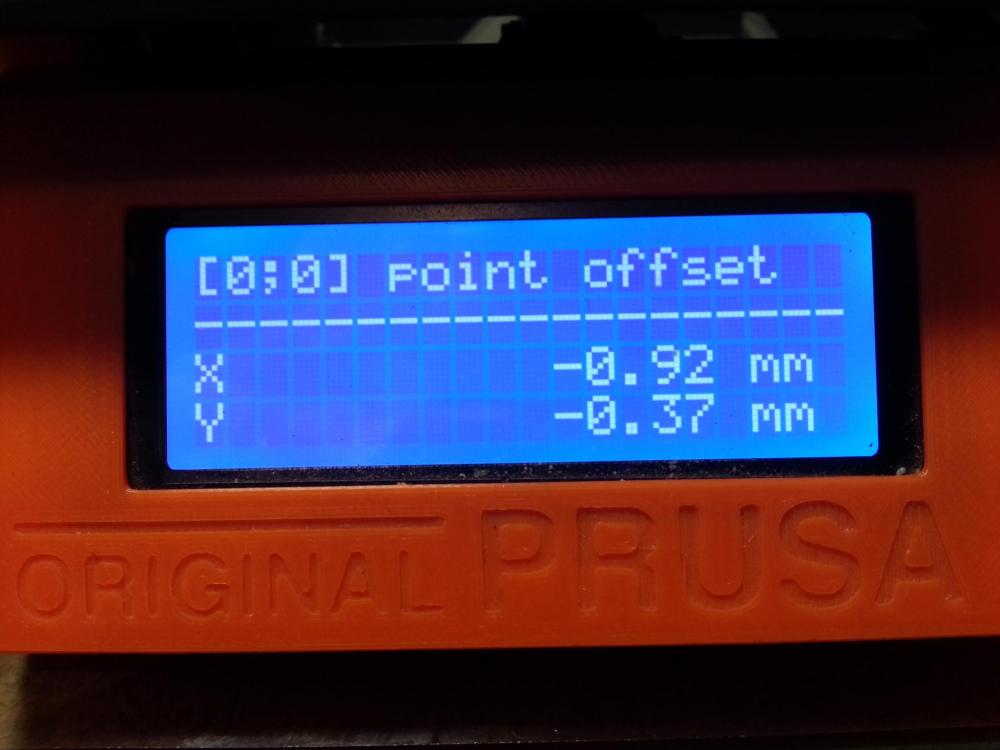 [0;0] point offset
--------------------
X -0.92 mm
Y -0.37 mm
ORIGINAL PRUSA